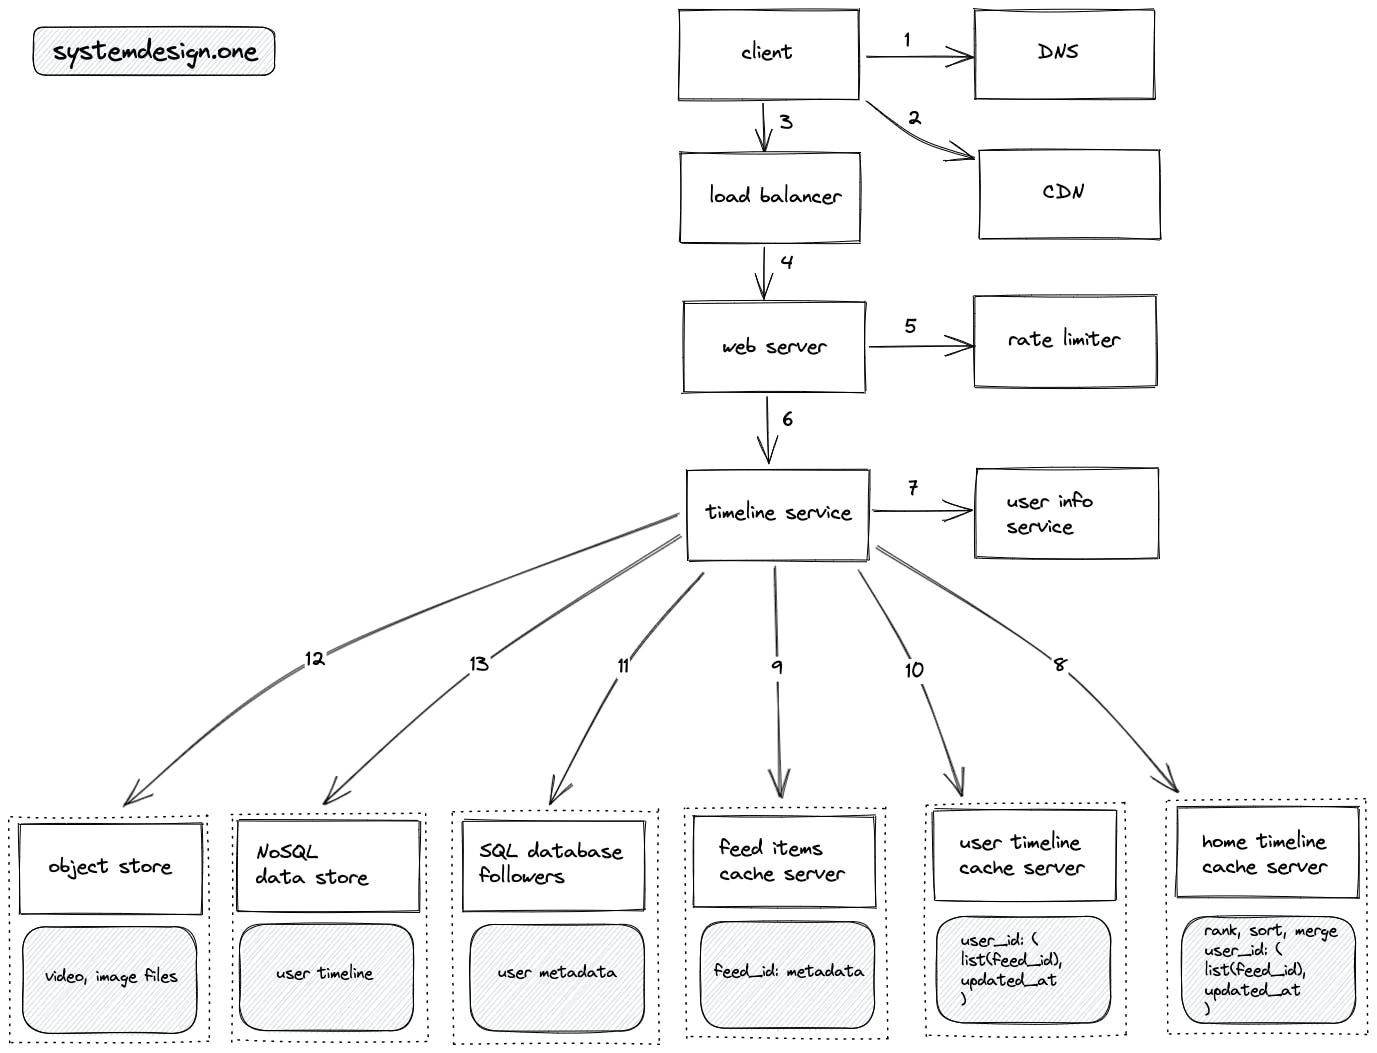 systemdesign.one
client
1
DNS
2
3
load balancer
CDN
4
web server
5
rate limiter
6
timeline service
7
user info
service
12
13
11
9
10
8
object store
video, image files
NoSQL
data store
user timeline
SQL database
followers
user metadata
feed items
cache server
feed_id: metadata
user timeline
cache server
user_id: (
list(feed_id),
updated_at
)
home timeline
cache server
rank, sort, merge
user_id: (
list(feed_id),
updated_at
)